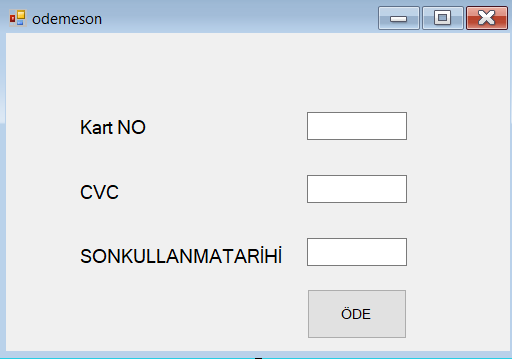 odemeson
Kart NO
CVC
SONKULLANMATARİHİ
ÖDE